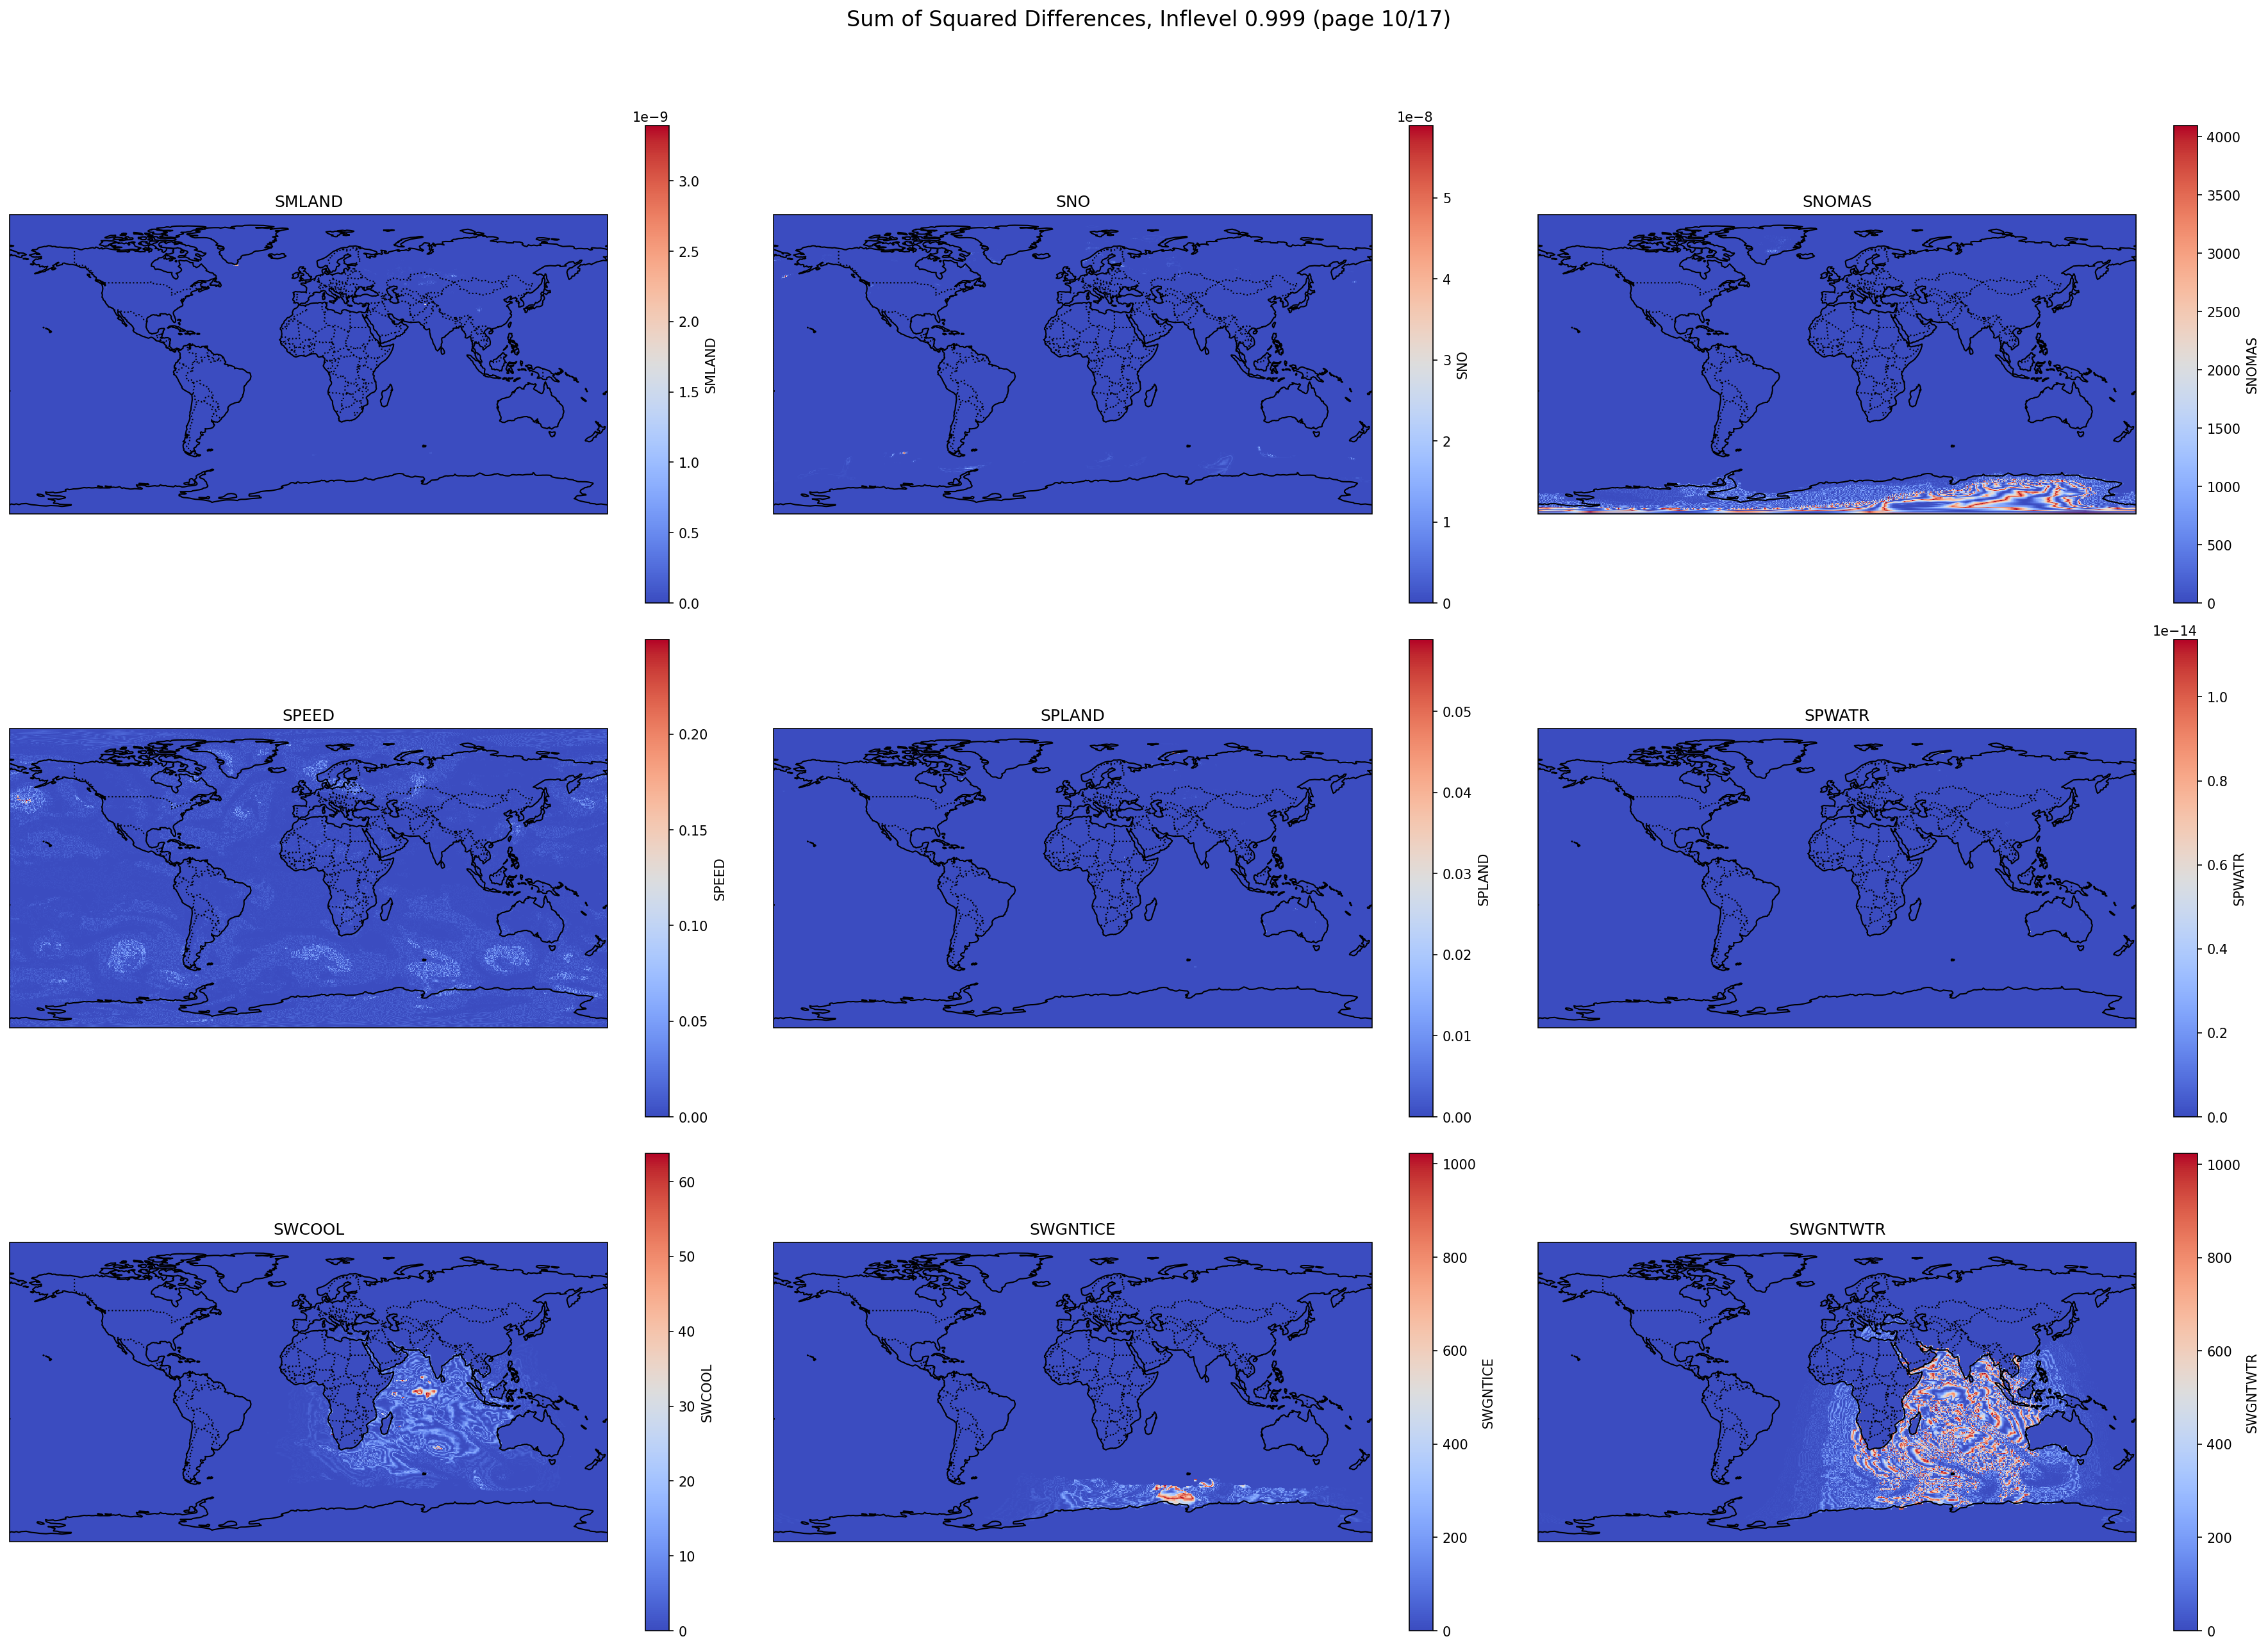 Sum of Squared Differences, Inflevel 0.999 (page 10/17)
SMLAND
1e−9
3.0
2.5
2.0
1.5
1.0
0.5
0.0
SMLAND
SNO
1e−8
5
4
3
2
1
0
SNO
SNOMAS
4000
3500
3000
2500
2000
1500
1000
500
0
SNOMAS
SPEED
0.20
0.15
0.10
0.05
0.00
SPEED
SPLAND
0.05
0.04
0.03
0.02
0.01
0.00
SPLAND
SPWATR
1e−14
1.0
0.8
0.6
0.4
0.2
0.0
SPWATR
SWCOOL
60
50
40
30
20
10
0
SWCOOL
SWGNTICE
1000
800
600
400
200
0
SWGNTICE
SWGNTWTR
1000
800
600
400
200
0
SWGNTWTR